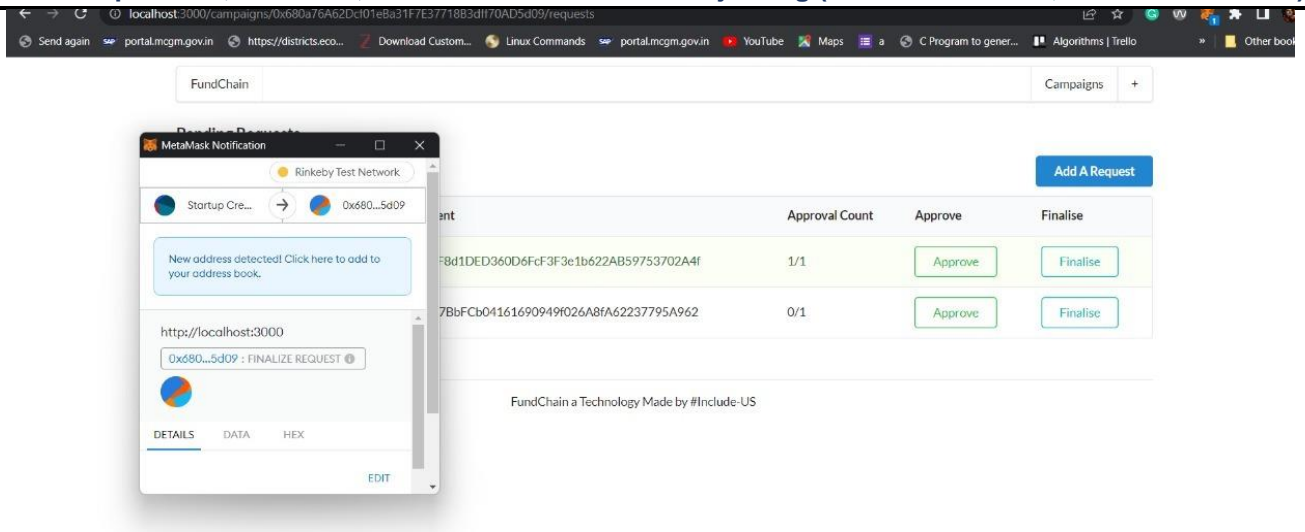 localhost:3000/campaigns/0x680a76A62Dcf01eBa31F7E37718B3dff70AD5d09/requests
Send again portal.mcgm.gov.in https://districts.eco... Download Custom... Linux Commands portal.mcgm.gov.in YouTube Maps a C Program to gener... Algorithms | Trello » Other book
FundChain Campaigns +
Pending Requests
MetaMask Notification
Rinkeby Test Network
Add A Request
Startup Cre... 0x680...5d09
ent Approval Count Approve Finalise
New address detected! Click here to add to
your address book.
F8d1DED360D6FcF3F3e1b622AB59753702A4f 1/1 Approve Finalise
7BbFCb04161690949f026A8fA62237795A962 0/1 Approve Finalise
http://localhost:3000
0x680...5d09 : FINALIZE REQUEST
FundChain a Technology Made by #Include-US
DETAILS DATA HEX
EDIT